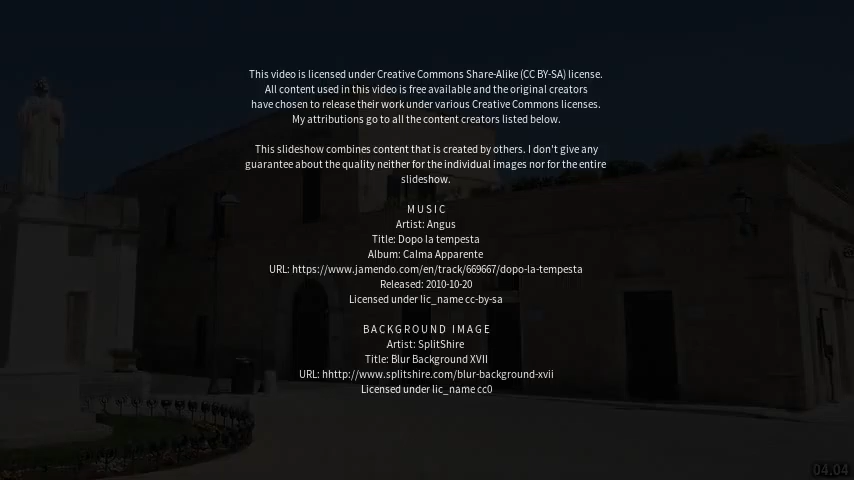 This video is licensed under Creative Commons Share-Alike (CC BY-SA) license.
All content used in this video is free available and the original creators
have chosen to release their work under various Creative Commons licenses.
My attributions go to all the content creators listed below.
This slideshow combines content that is created by others. I don't give any
guarantee about the quality neither for the individual images nor for the entire
slideshow.
MUSIC
Artist: Angus
Title: Dopo la tempesta
Album: Calma Apparente
URL: https://www.jamendo.com/en/track/669667/dopo-la-tempesta
Released: 2010-10-20
Licensed under lic_name cc-by-sa
BACKGROUND IMAGE
Artist: SplitShire
Title: Blur Background XVII
URL: hhttp://www.splitshire.com/blur-background-xvii
Licensed under lic_name cc0
04.04